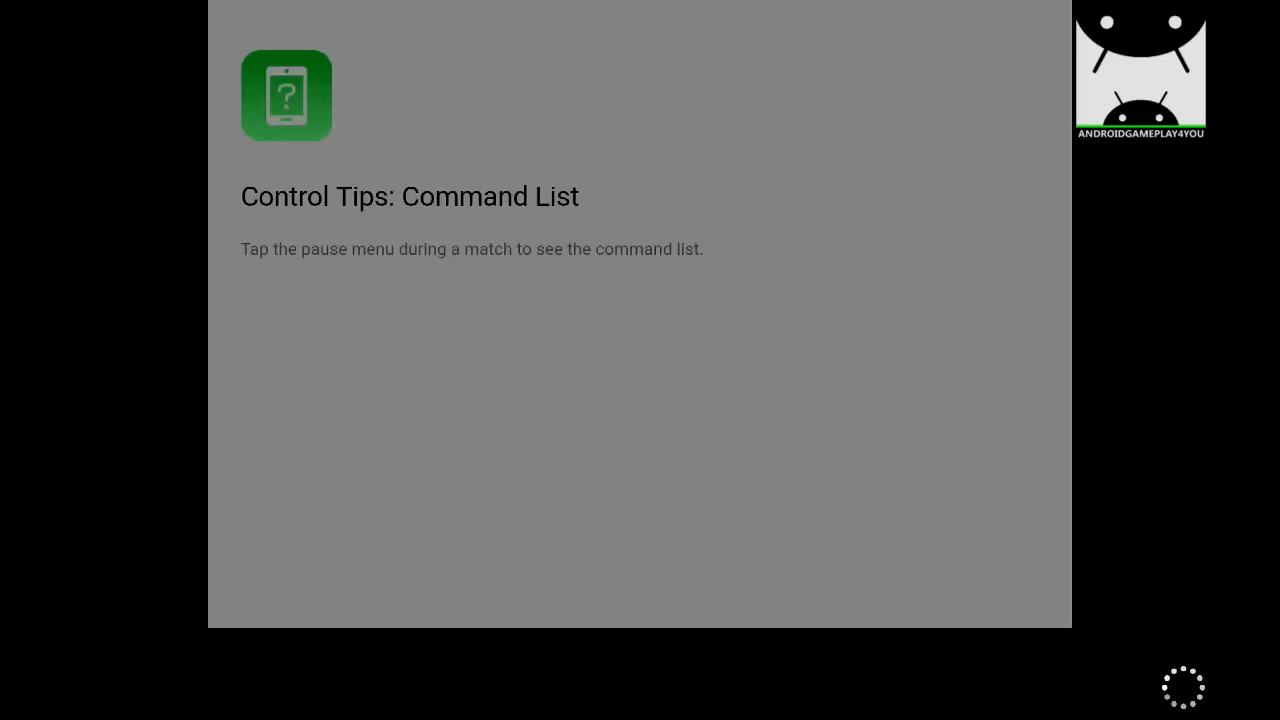 ANDROIDGAMEPLAY4YOU
?
Control Tips: Command List
Tap the pause menu during a match to see the command list.